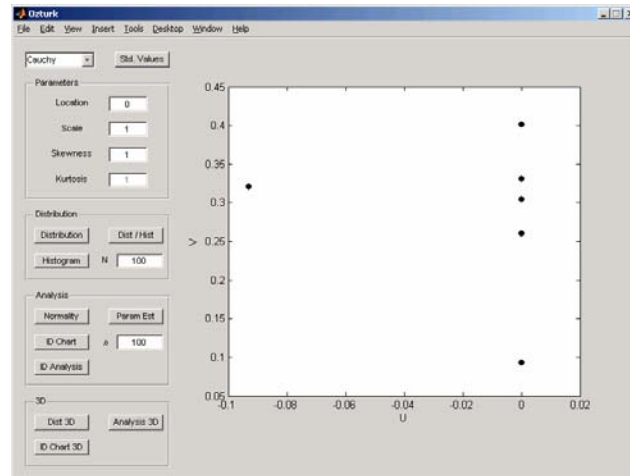 Ozturk
File Edit View Insert Tools Desktop Window Help
Cauchy Std. Values
Parameters
Location 0
Scale 1
Skewness 1
Kurtosis 1
Distribution
Distribution Dist / Hist
Histogram N 100
Analysis
Normality Param Est
ID Chart n 100
ID Analysis
3D
Dist 3D Analysis 3D
ID Chart 3D
0.45
0.4
0.35
0.3
0.25
0.2
0.15
0.1
0.05
V
-0.1 -0.08 -0.06 -0.04 -0.02 0 0.02
U